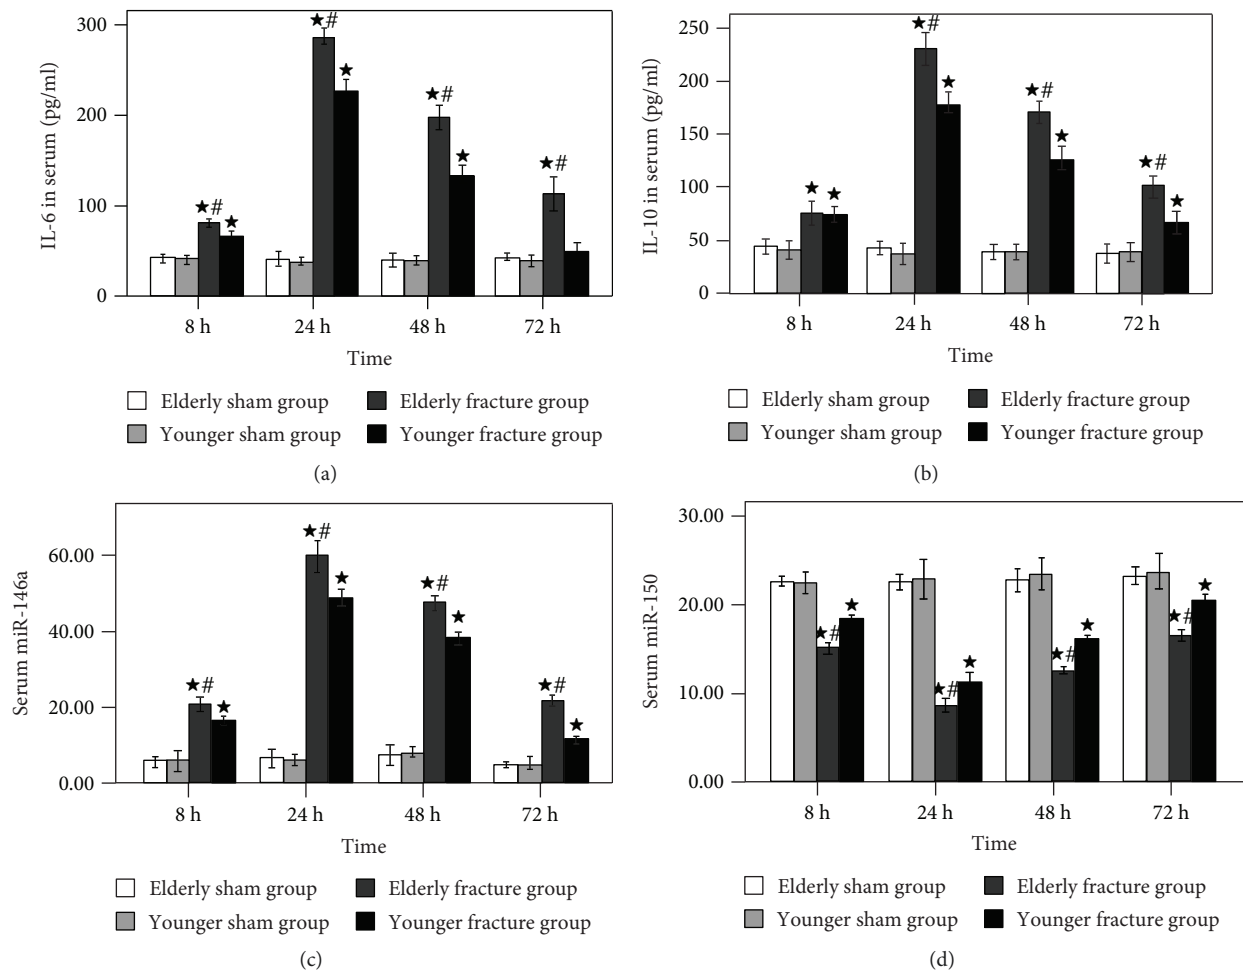 IL-6 in serum (pg/ml)
300
200
100
0
★#
★
★#
★
★#
★
★#
8 h 24 h 48 h 72 h
Time
Elderly sham group Elderly fracture group
Younger sham group Younger fracture group
(a)
IL-10 in serum (pg/ml)
250
200
150
100
50
0
★ ★
★#
★
★#
★
★#
★
8 h 24 h 48 h 72 h
Time
Elderly sham group Elderly fracture group
Younger sham group Younger fracture group
(b)
Serum miR-146a
60.00
40.00
20.00
0.00
★#
★
★#
★
★#
★
★#
★
8 h 24 h 48 h 72 h
Time
Elderly sham group Elderly fracture group
Younger sham group Younger fracture group
(c)
Serum miR-150
30.00
20.00
10.00
0.00
★#
★
★#
★
★#
★
★#
★
8 h 24 h 48 h 72 h
Time
Elderly sham group Elderly fracture group
Younger sham group Younger fracture group
(d)